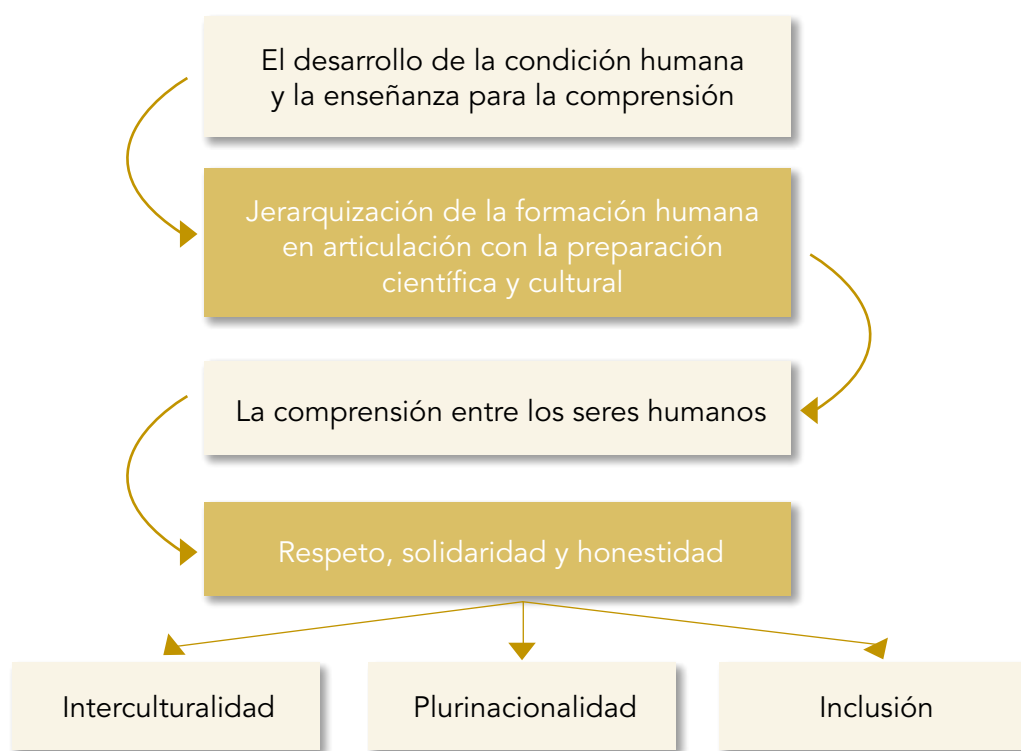 El desarrollo de la condición humana
y la enseñanza para la comprensión
Jerarquización de la formación humana
en articulación con la preparación
científica y cultural
La comprensión entre los seres humanos
Respeto, solidaridad y honestidad
Interculturalidad
Plurinacionalidad
Inclusión